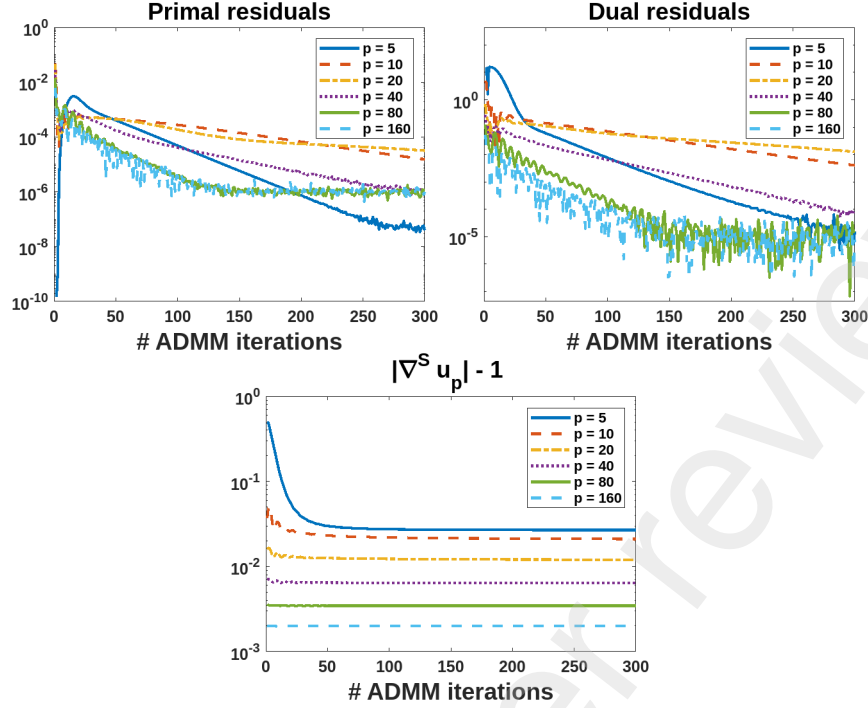 Primal residuals
10^0
10^-2
10^-4
10^-6
10^-8
10^-10
p = 5
p = 10
p = 20
p = 40
p = 80
p = 160
0 50 100 150 200 250 300
# ADMM iterations
Dual residuals
10^0
10^-5
p = 5
p = 10
p = 20
p = 40
p = 80
p = 160
0 50 100 150 200 250 300
# ADMM iterations
|∇^S u_p| - 1
10^0
10^-1
10^-2
10^-3
p = 5
p = 10
p = 20
p = 40
p = 80
p = 160
0 50 100 150 200 250 300
# ADMM iterations
er review